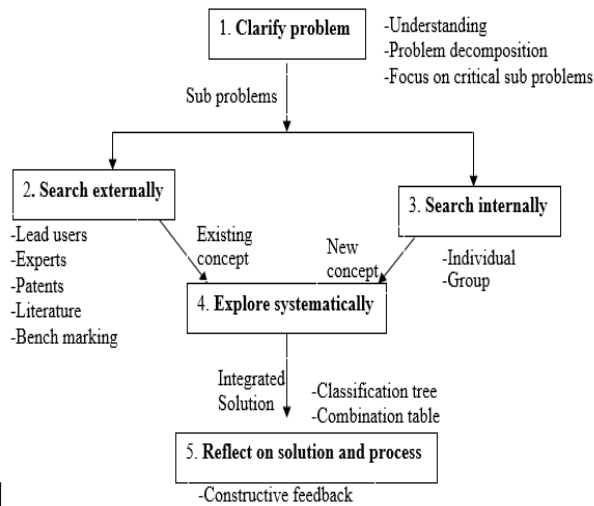 1. Clarify problem
-Understanding
-Problem decomposition
-Focus on critical sub problems
Sub problems
2. Search externally
-Lead users
-Experts
-Patents
-Literature
-Bench marking
3. Search internally
-Individual
-Group
Existing
concept
New
concept
4. Explore systematically
Integrated
Solution
-Classification tree
-Combination table
5. Reflect on solution and process
-Constructive feedback